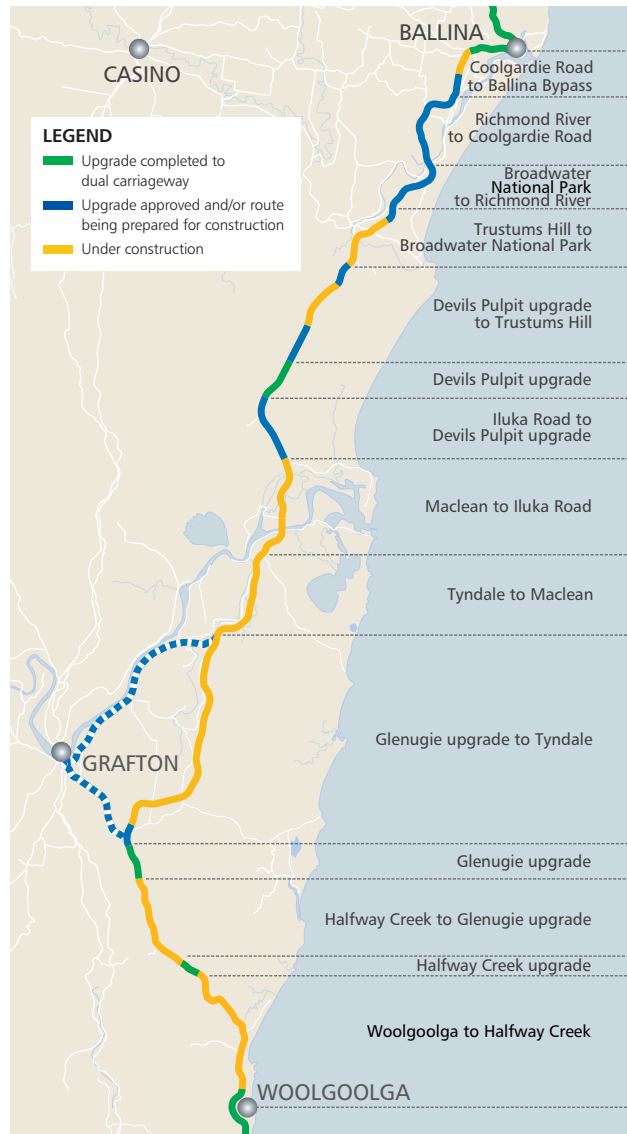 BALLINA
CASINO
Coolgardie Road
to Ballina Bypass
LEGEND
Upgrade completed to
dual carriageway
Upgrade approved and/or route
being prepared for construction
Under construction
Richmond River
to Coolgardie Road
Broadwater
National Park
to Richmond River
Trustums Hill to
Broadwater National Park
Devils Pulpit upgrade
to Trustums Hill
Devils Pulpit upgrade
Iluka Road to
Devils Pulpit upgrade
Maclean to Iluka Road
Tyndale to Maclean
Glenugie upgrade to Tyndale
GRAFTON
Glenugie upgrade
Halfway Creek to Glenugie upgrade
Halfway Creek upgrade
Woolgoolga to Halfway Creek
WOOLGOOLGA